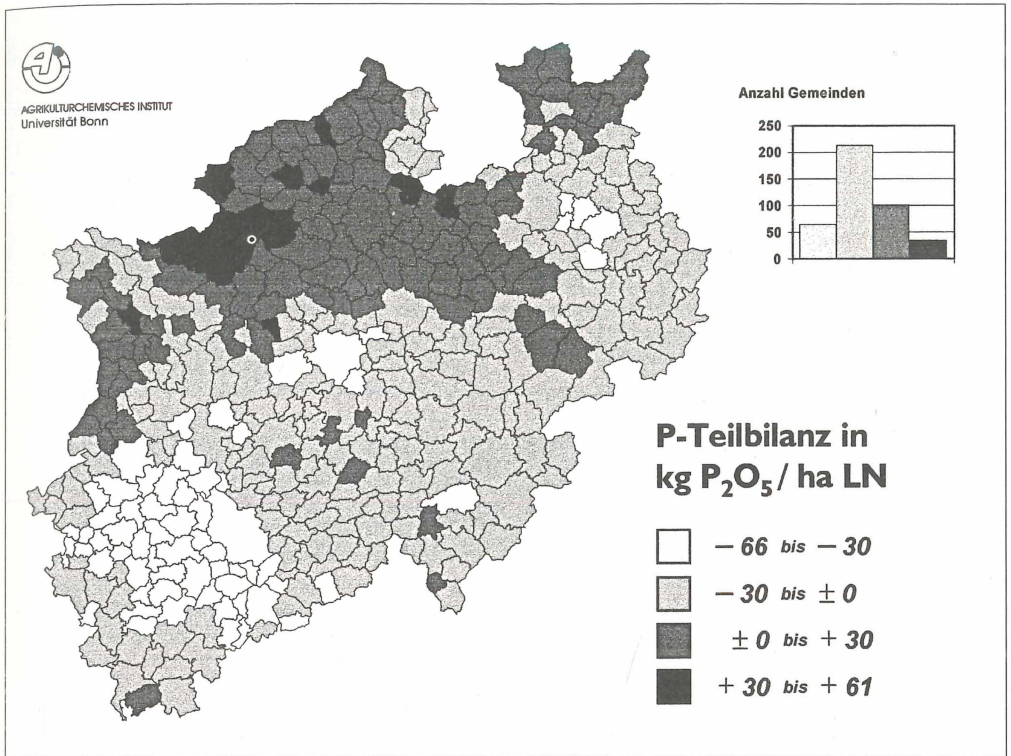 AGRIKULTURCHEMISCHES INSTITUT
Universität Bonn
Anzahl Gemeinden
250
200
150
100
50
0
P-Teilbilanz in
kg P₂O₅ / ha LN
– 66 bis – 30
– 30 bis ± 0
± 0 bis + 30
+ 30 bis + 61